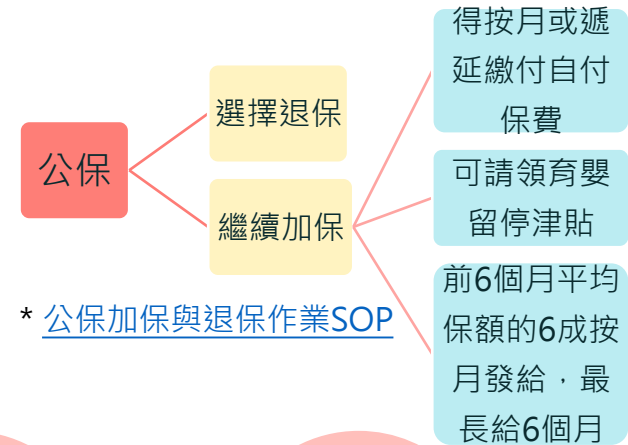 公保
選擇退保
繼續加保
得按月或遞
延繳付自付
保費
可請領育嬰
留停津貼
前6個月平均
保額的6成按
月發給，最
長給6個月
* 公保加保與退保作業SOP